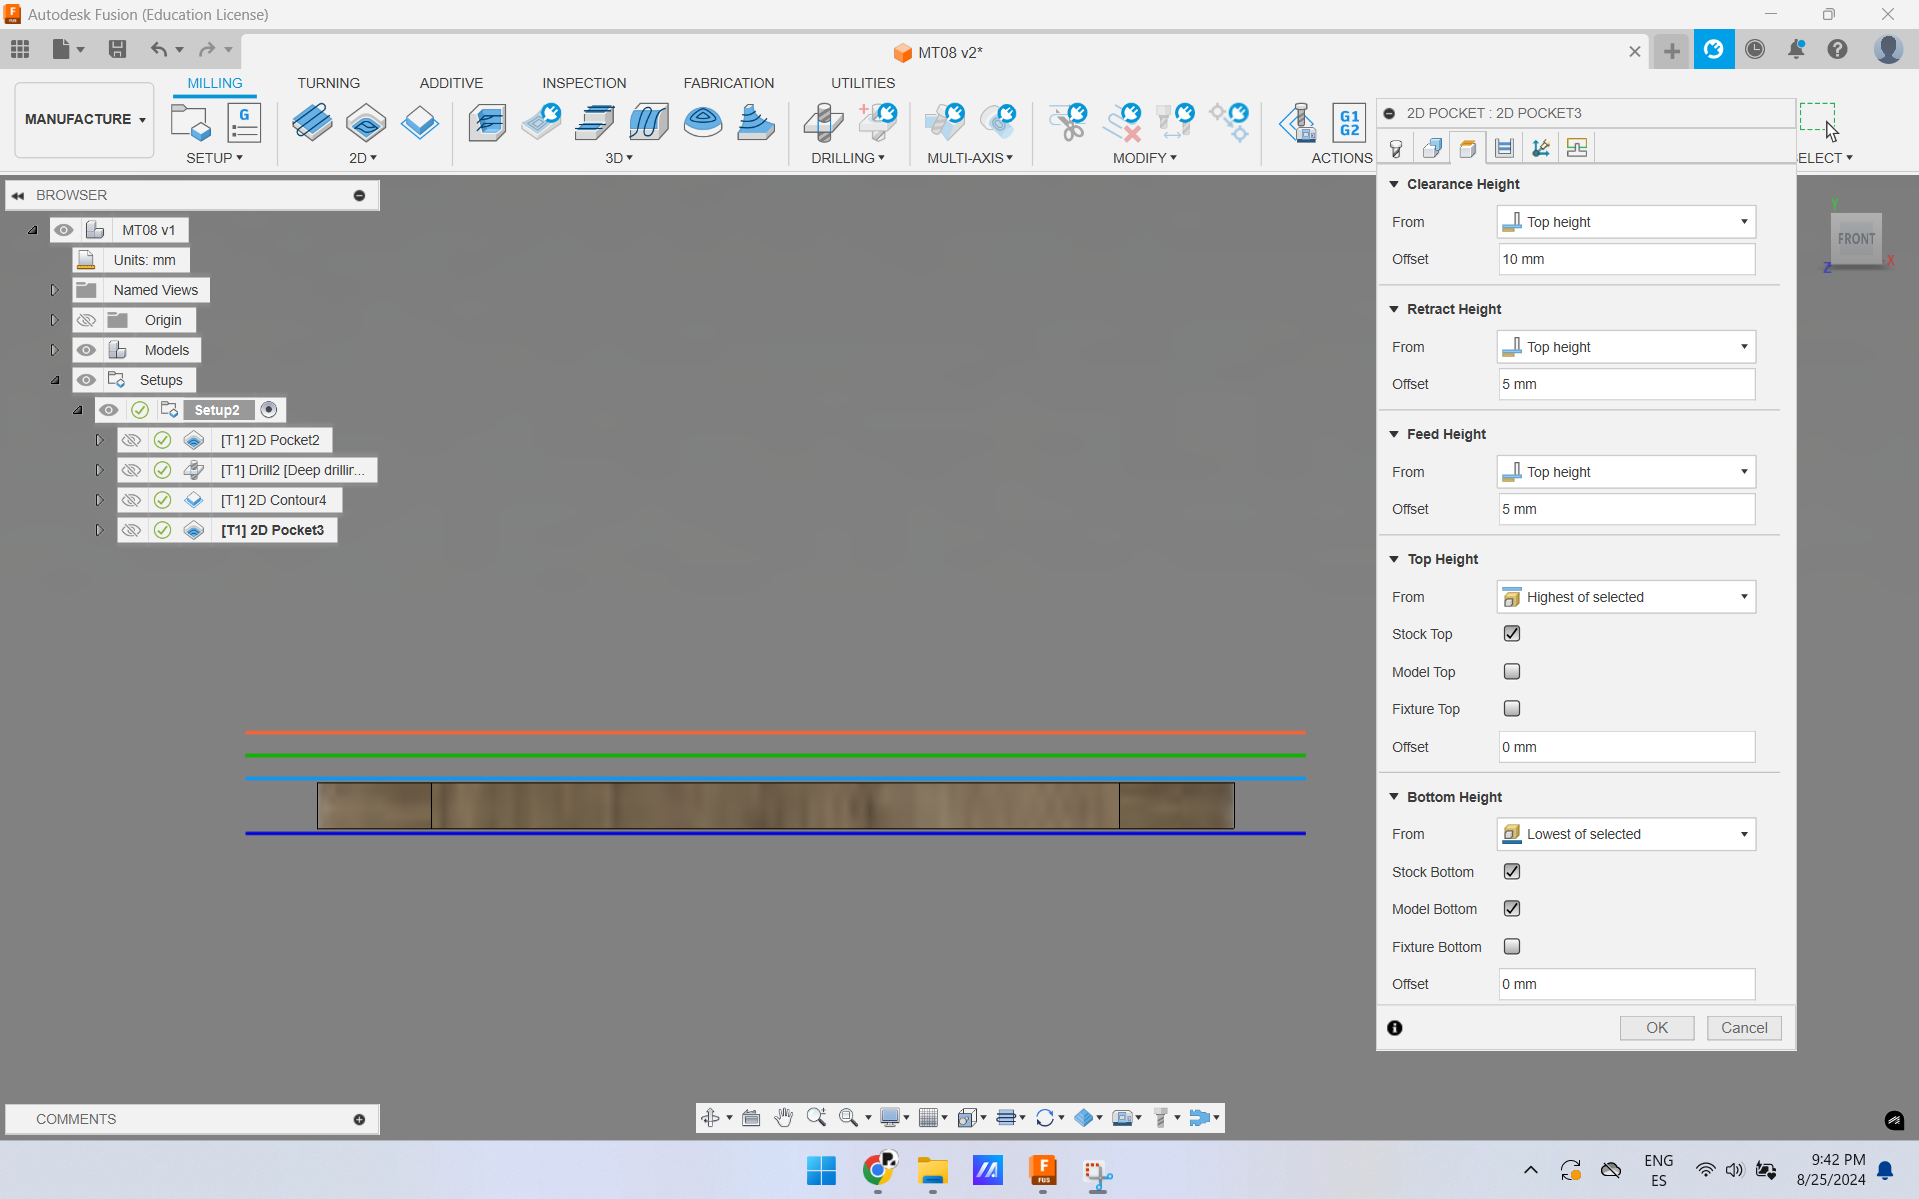 Autodesk Fusion (Education License)
MT08 v2*
MILLING
TURNING
ADDITIVE
INSPECTION
FABRICATION
UTILITIES
MANUFACTURE
G
G1
G2
SETUP
2D
3D
DRILLING
MULTI-AXIS
MODIFY
ACTIONS
ELECT
2D POCKET : 2D POCKET3
BROWSER
MT08 v1
Units: mm
Named Views
Origin
Models
Setups
Setup2
[T1] 2D Pocket2
[T1] Drill2 [Deep drillir...
[T1] 2D Contour4
[T1] 2D Pocket3
Clearance Height
From
Top height
Offset
10 mm
Retract Height
From
Top height
Offset
5 mm
Feed Height
From
Top height
Offset
5 mm
Top Height
From
Highest of selected
Stock Top
Model Top
Fixture Top
Offset
0 mm
Bottom Height
From
Lowest of selected
Stock Bottom
Model Bottom
Fixture Bottom
Offset
0 mm
OK
Cancel
Y
FRONT
Z
X
COMMENTS
F
FUS
ENG
ES
9:42 PM
8/25/2024